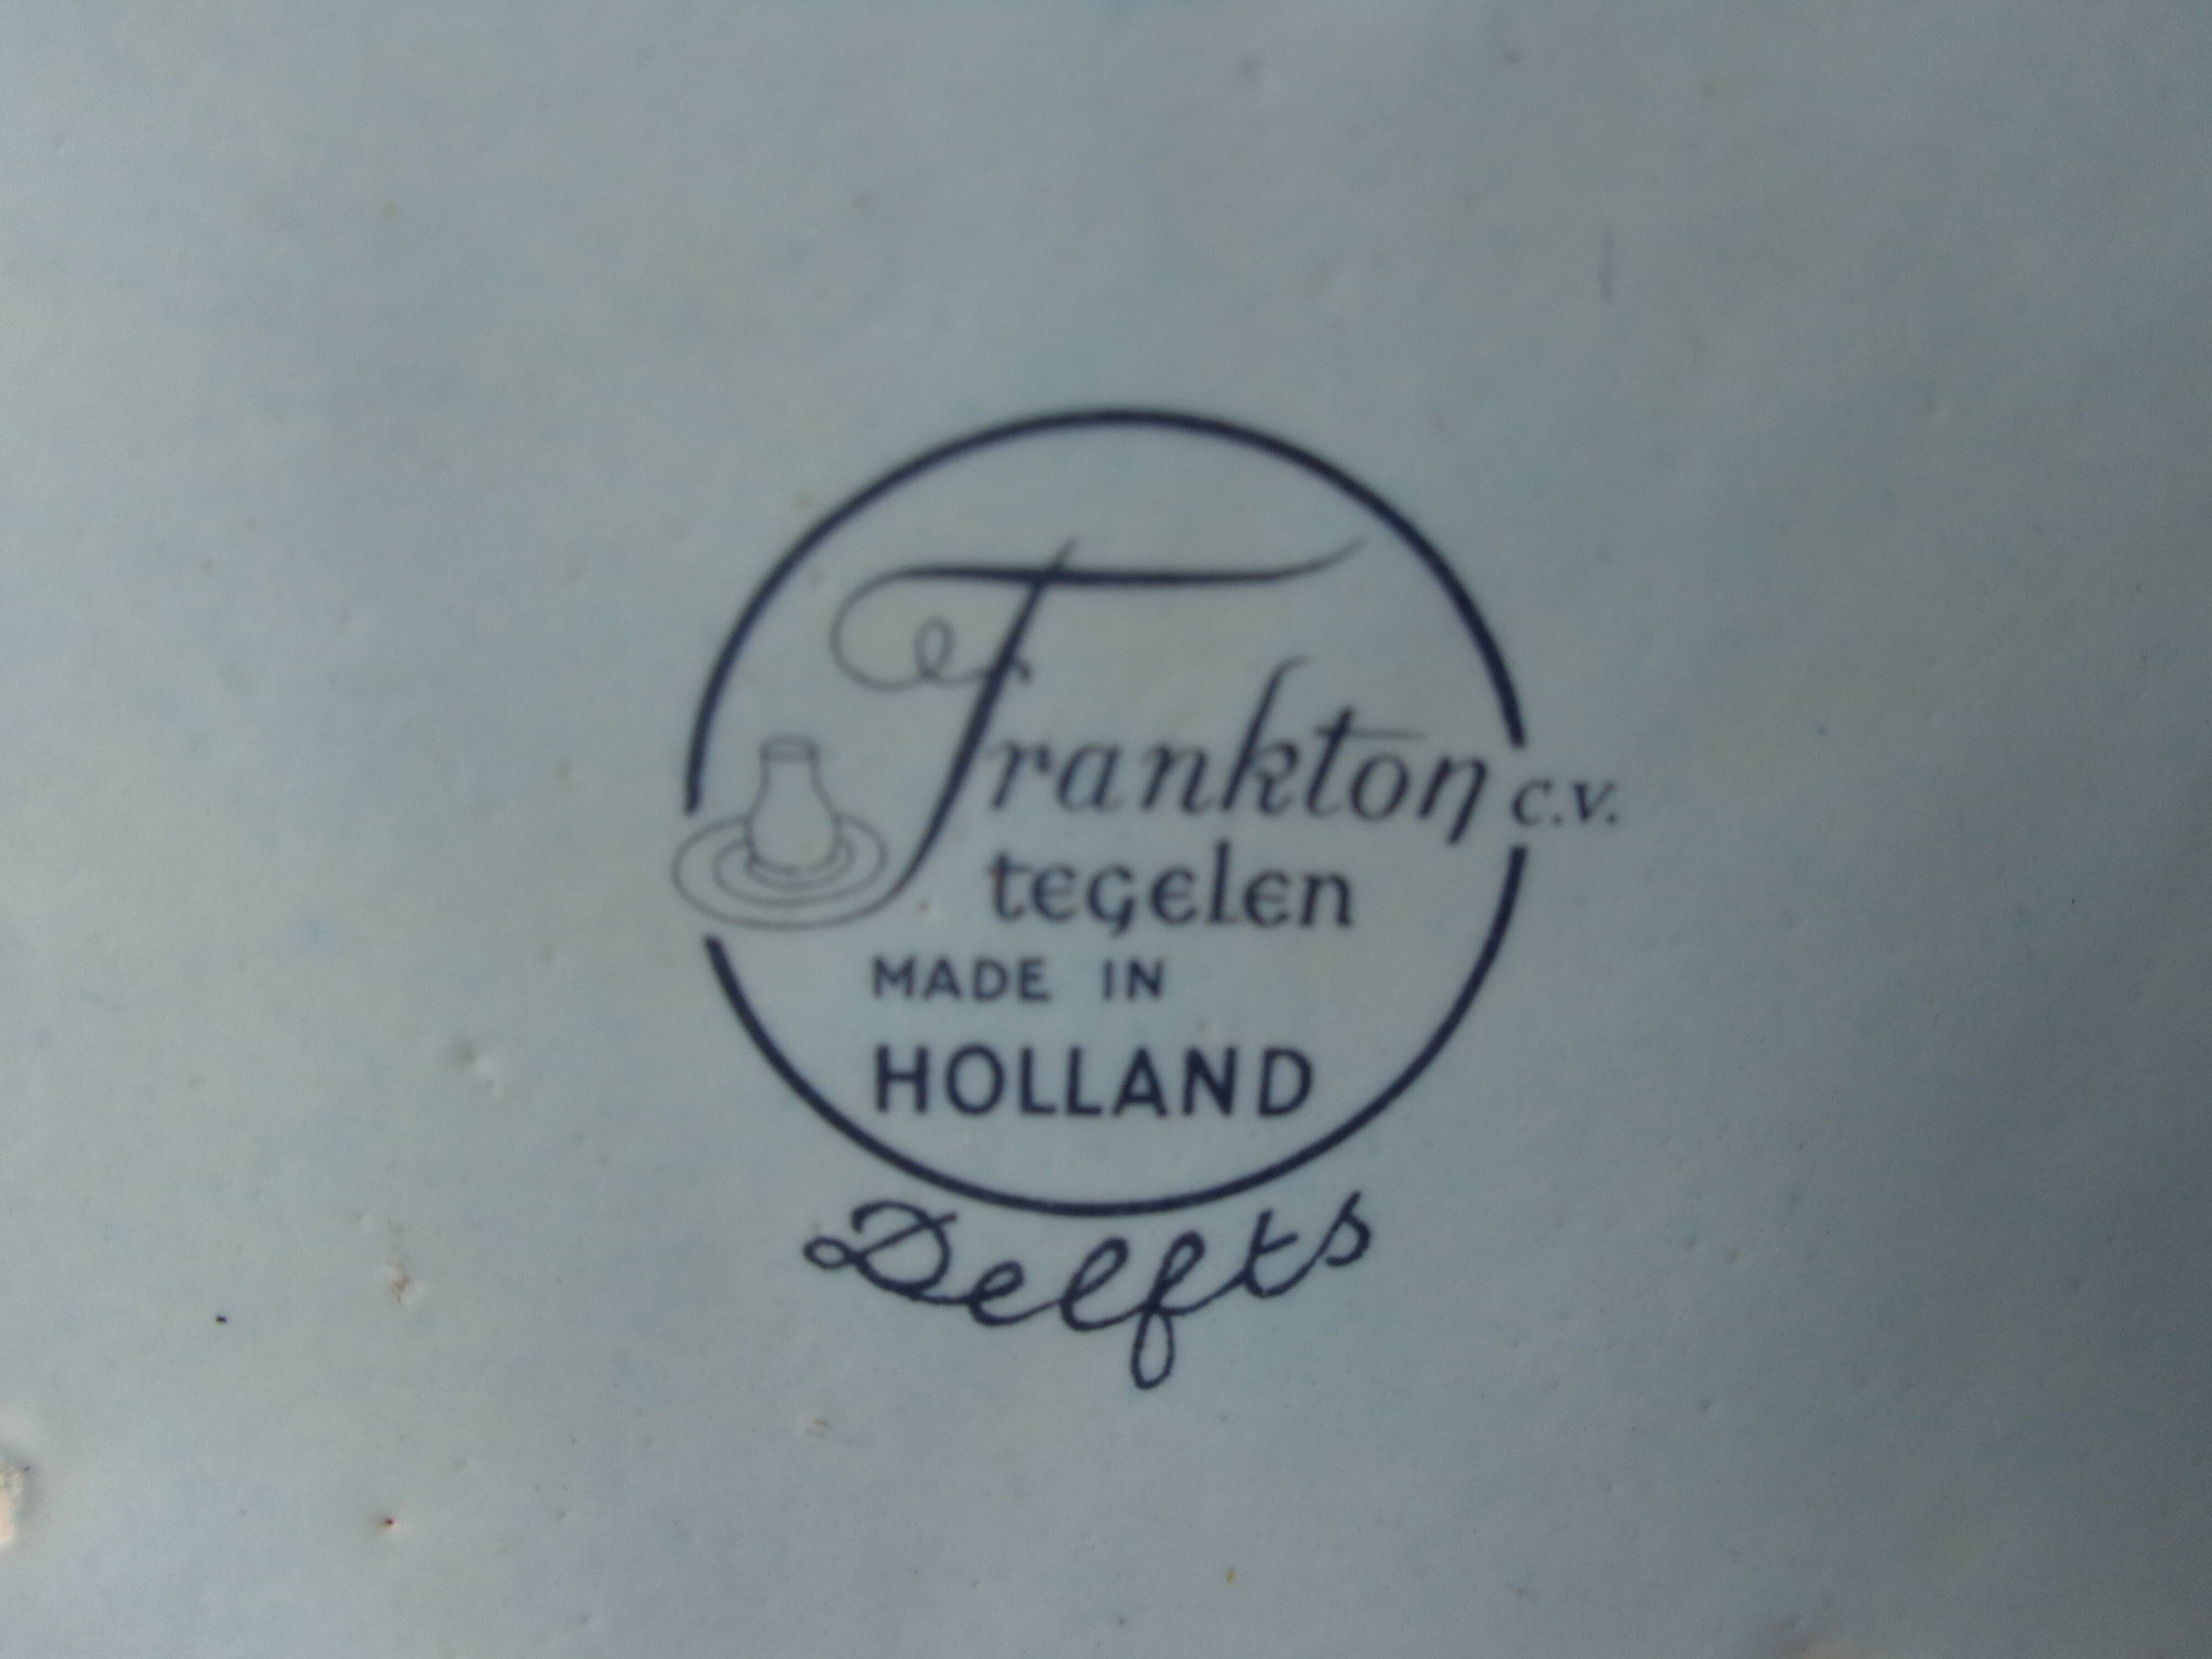 Frankton c.v.
tegelen
MADE IN
HOLLAND
Delfts